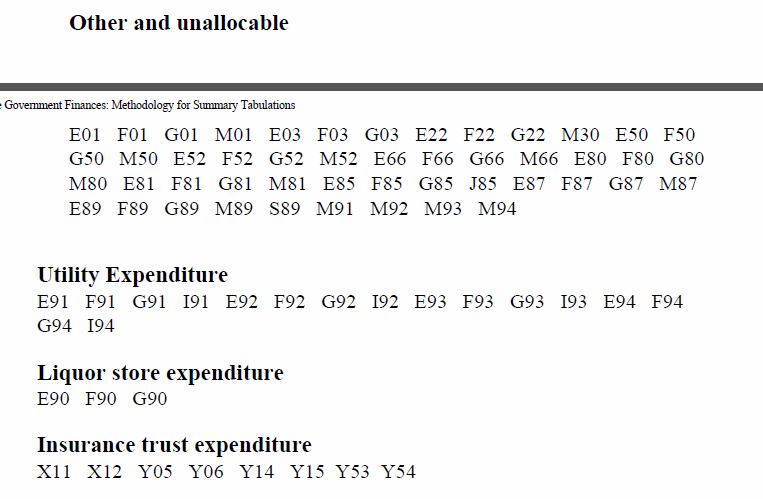 Other and unallocable
e Government Finances: Methodology for Summary Tabulations
E01 F01 G01 M01 E03 F03 G03 E22 F22 G22 M30 E50 F50
G50 M50 E52 F52 G52 M52 E66 F66 G66 M66 E80 F80 G80
M80 E81 F81 G81 M81 E85 F85 G85 J85 E87 F87 G87 M87
E89 F89 G89 M89 S89 M91 M92 M93 M94
Utility Expenditure
E91 F91 G91 I91 E92 F92 G92 I92 E93 F93 G93 I93 E94 F94
G94 I94
Liquor store expenditure
E90 F90 G90
Insurance trust expenditure
X11 X12 Y05 Y06 Y14 Y15 Y53 Y54